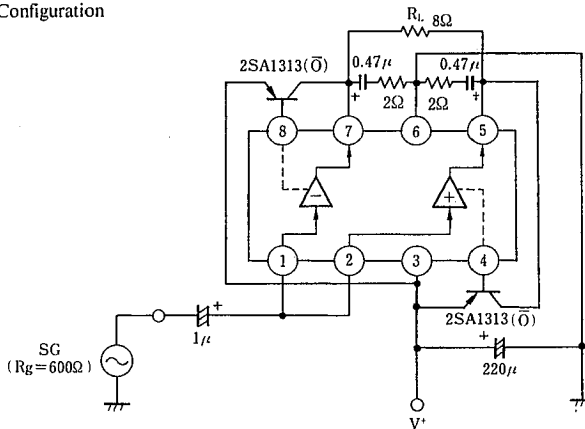 Configuration
R_L 8Ω
2SA1313(O̅)
0.47μ
0.47μ
+
+
2Ω
2Ω
8
7
6
5
−
+
1
2
3
4
2SA1313(O̅)
+
1μ
+
220μ
SG
(Rg=600Ω)
V⁺